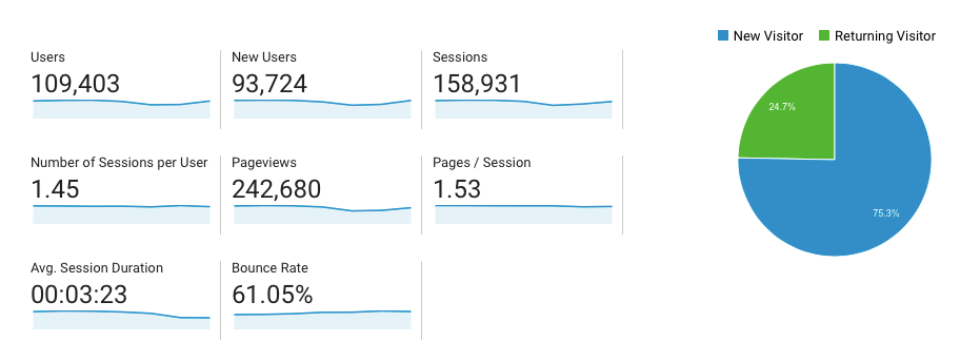 New Visitor
Returning Visitor
Users
109,403
New Users
93,724
Sessions
158,931
24.7%
75.3%
Number of Sessions per User
1.45
Pageviews
242,680
Pages / Session
1.53
Avg. Session Duration
00:03:23
Bounce Rate
61.05%